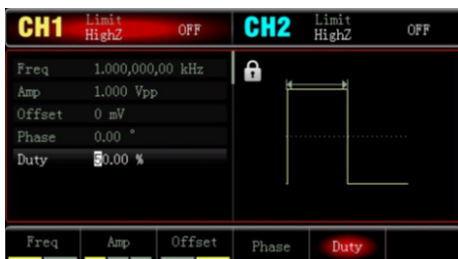 CH1 Limit HighZ OFF CH2 Limit HighZ OFF
Freq 1.000,000,00 kHz
Amp 1.000 Vpp
Offset 0 mV
Phase 0.00 °
Duty 50.00 %
Freq Amp Offset Phase Duty